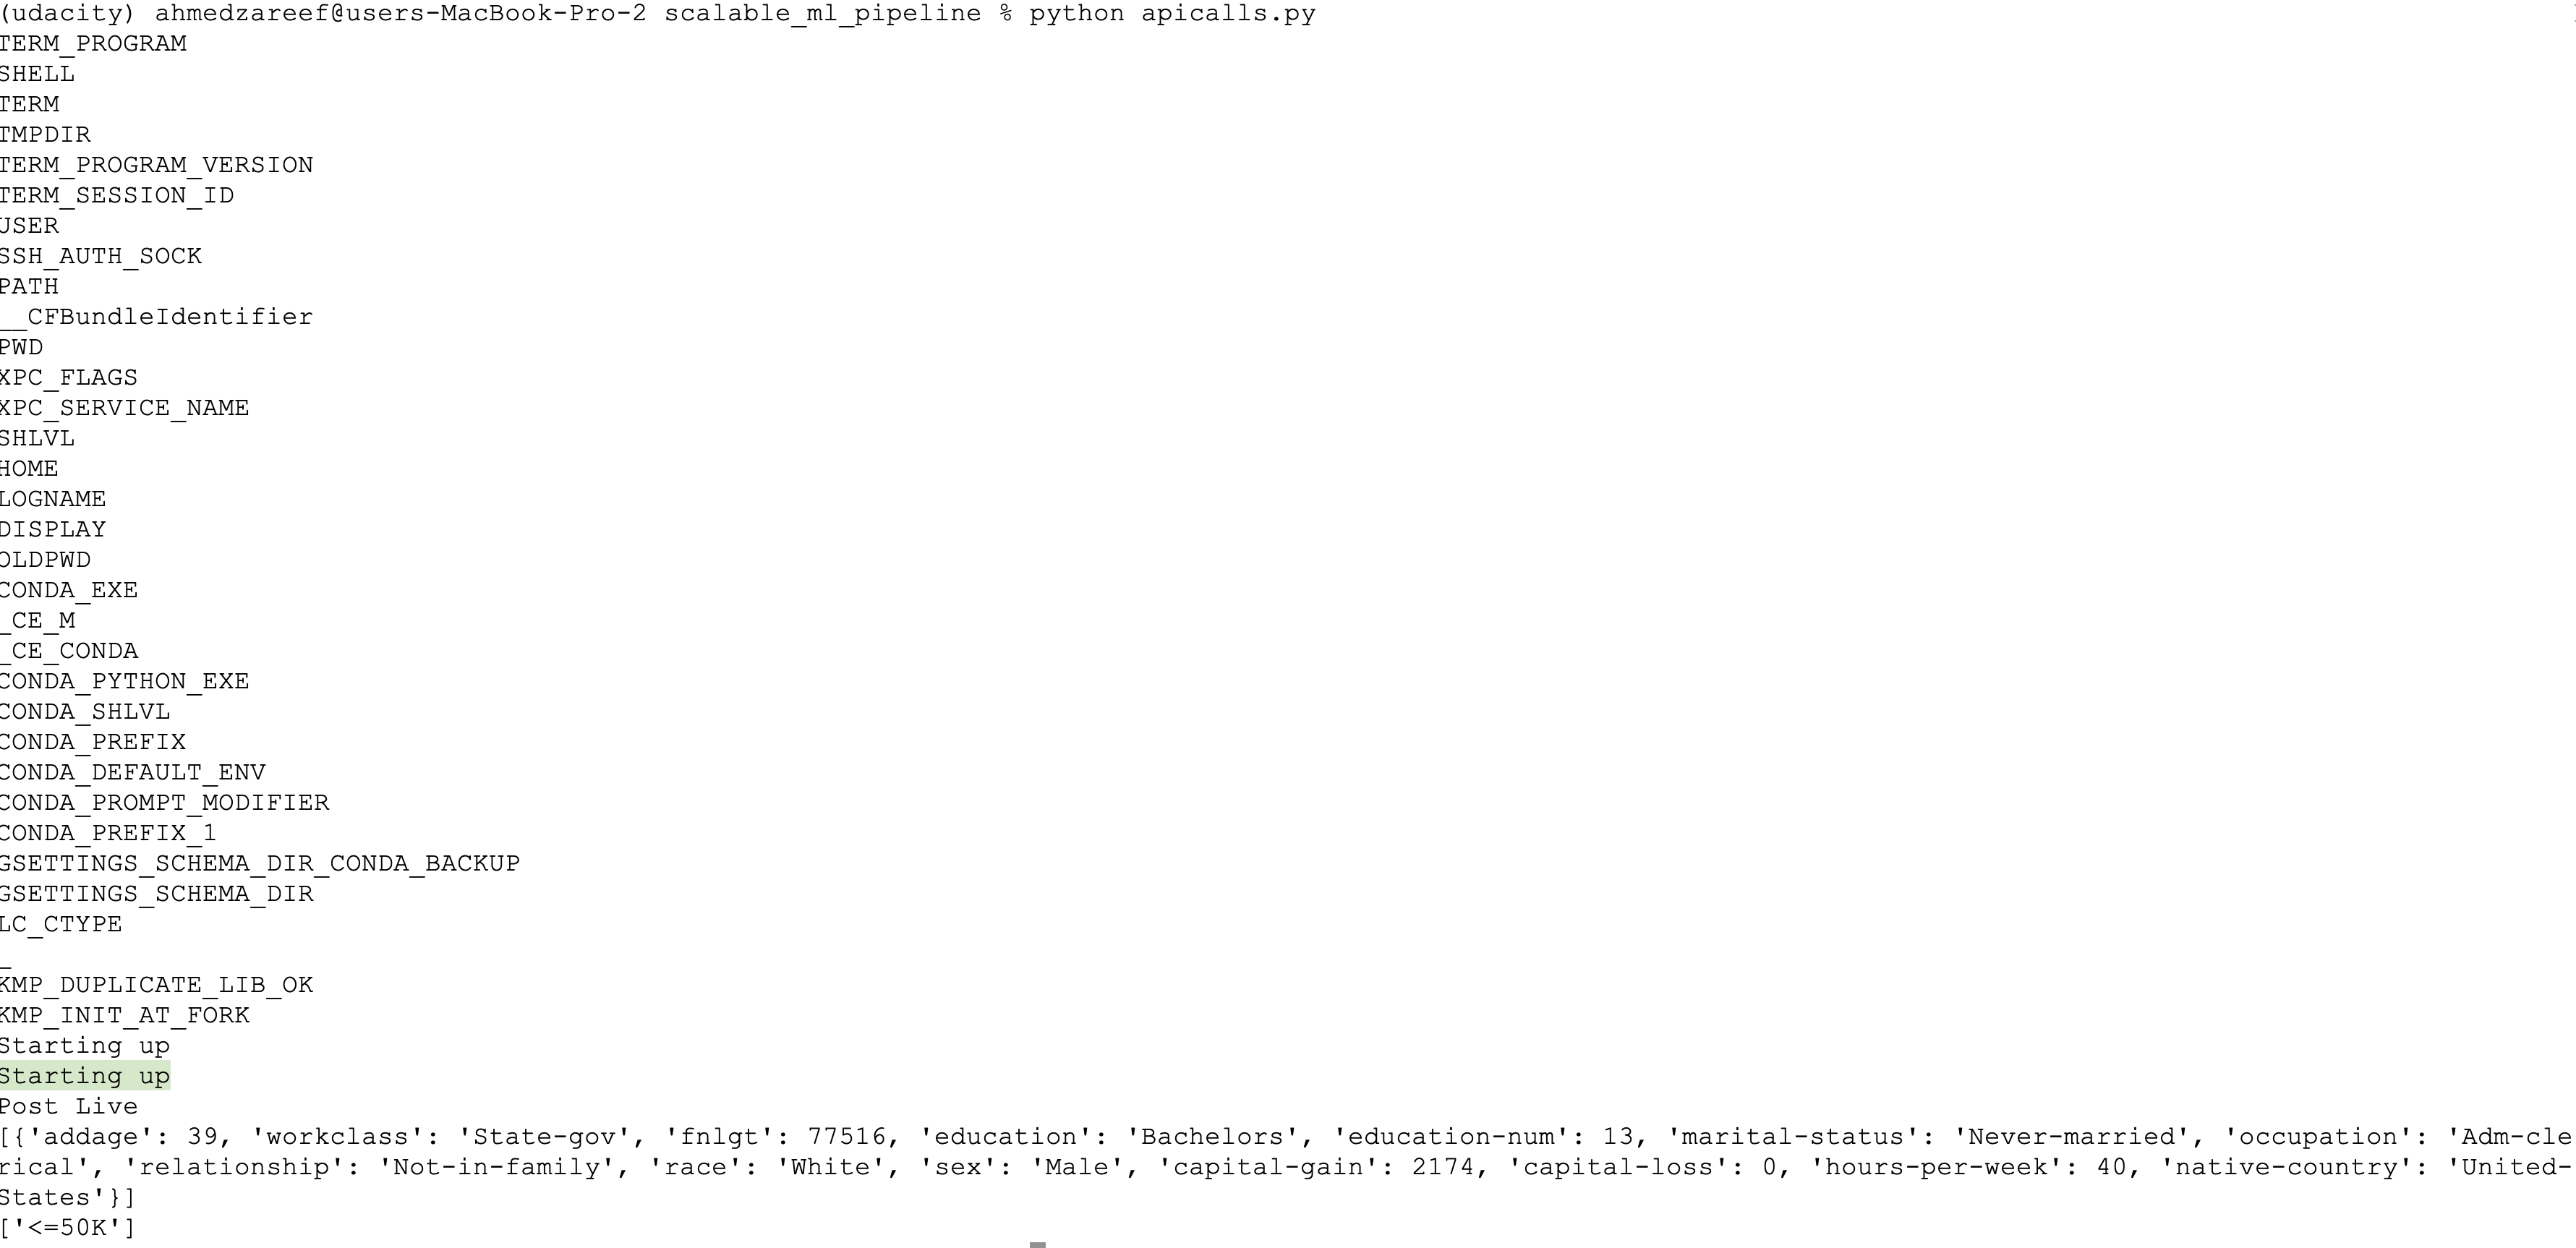 (udacity) ahmedzareef@users-MacBook-Pro-2 scalable_ml_pipeline % python apicalls.py
TERM_PROGRAM
SHELL
TERM
TMPDIR
TERM_PROGRAM_VERSION
TERM_SESSION_ID
USER
SSH_AUTH_SOCK
PATH
__CFBundleIdentifier
PWD
XPC_FLAGS
XPC_SERVICE_NAME
SHLVL
HOME
LOGNAME
DISPLAY
OLDPWD
CONDA_EXE
_CE_M
_CE_CONDA
CONDA_PYTHON_EXE
CONDA_SHLVL
CONDA_PREFIX
CONDA_DEFAULT_ENV
CONDA_PROMPT_MODIFIER
CONDA_PREFIX_1
GSETTINGS_SCHEMA_DIR_CONDA_BACKUP
GSETTINGS_SCHEMA_DIR
LC_CTYPE
_
KMP_DUPLICATE_LIB_OK
KMP_INIT_AT_FORK
Starting up
Starting up
Post Live
[{'addage': 39, 'workclass': 'State-gov', 'fnlgt': 77516, 'education': 'Bachelors', 'education-num': 13, 'marital-status': 'Never-married', 'occupation': 'Adm-cle
rical', 'relationship': 'Not-in-family', 'race': 'White', 'sex': 'Male', 'capital-gain': 2174, 'capital-loss': 0, 'hours-per-week': 40, 'native-country': 'United-
States'}]
['<=50K']